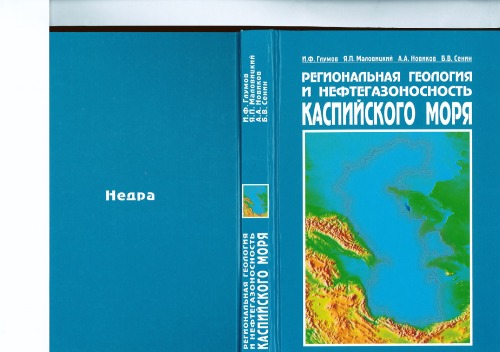 Недра
И.Ф. Глумов
Я.П. Маловицкий
А.А. Новиков
Б.В. Сенин
РЕГИОНАЛЬНАЯ ГЕОЛОГИЯ
И НЕФТЕГАЗОНОСНОСТЬ
КАСПИЙСКОГО МОРЯ
И.Ф. Глумов Я.П. Маловицкий А.А. Новиков Б.В. Сенин
РЕГИОНАЛЬНАЯ ГЕОЛОГИЯ
И НЕФТЕГАЗОНОСНОСТЬ
КАСПИЙСКОГО МОРЯ